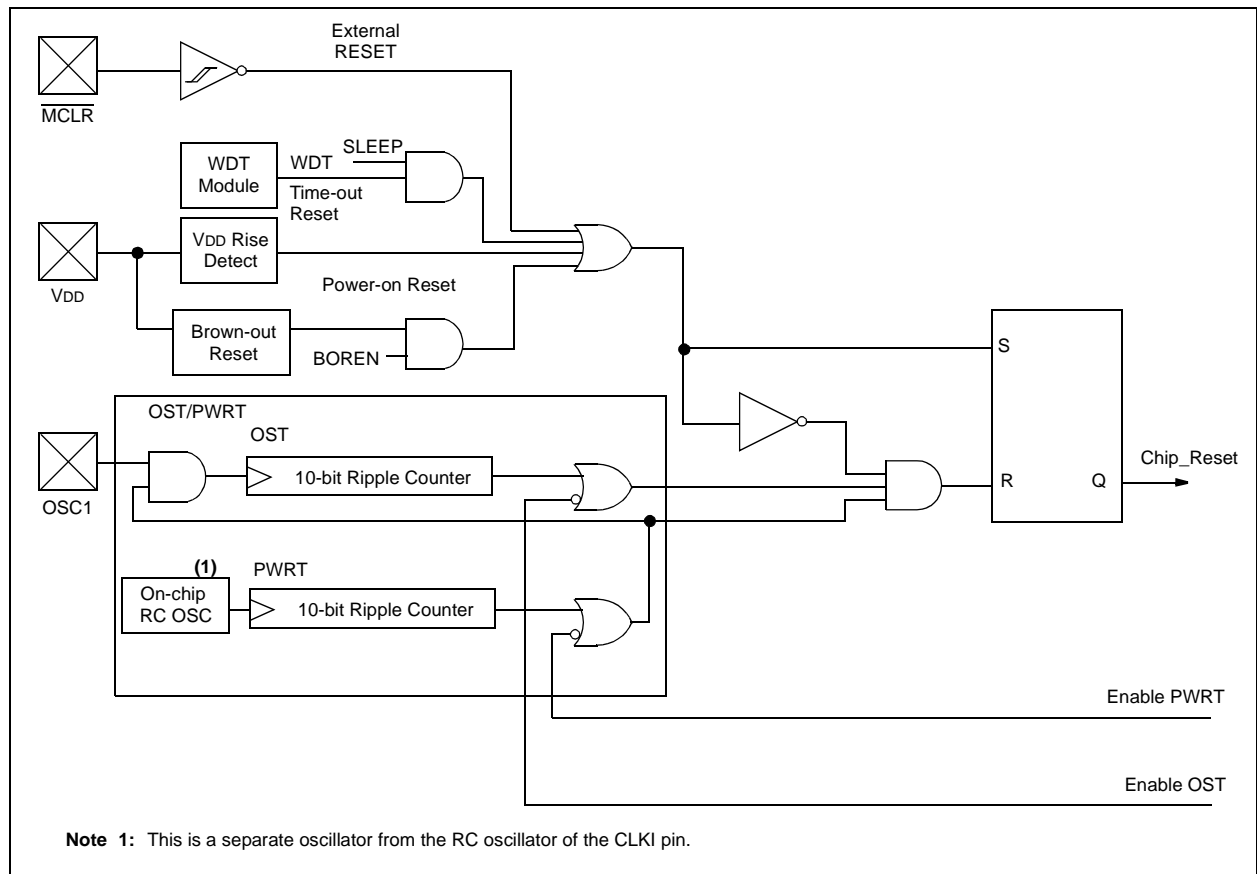 External
RESET
MCLR
SLEEP
WDT
Module
WDT
Time-out
Reset
VDD Rise
Detect
VDD
Power-on Reset
Brown-out
Reset
BOREN
S
OST/PWRT
OST
10-bit Ripple Counter
OSC1
Chip_Reset
R
Q
(1)
PWRT
On-chip
RC OSC
10-bit Ripple Counter
Enable PWRT
Enable OST
Note 1: This is a separate oscillator from the RC oscillator of the CLKI pin.